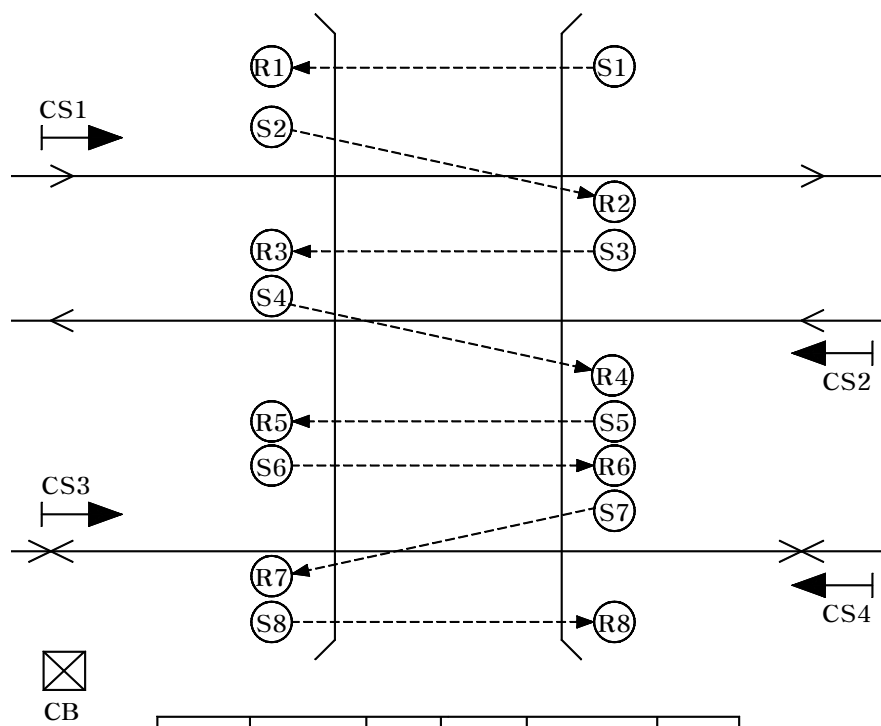 R1 S1
CS1
S2
R2
R3 S3
S4
R4
CS2
R5 S5
S6 R6
CS3
S7
R7
CS4
S8 R8
CB